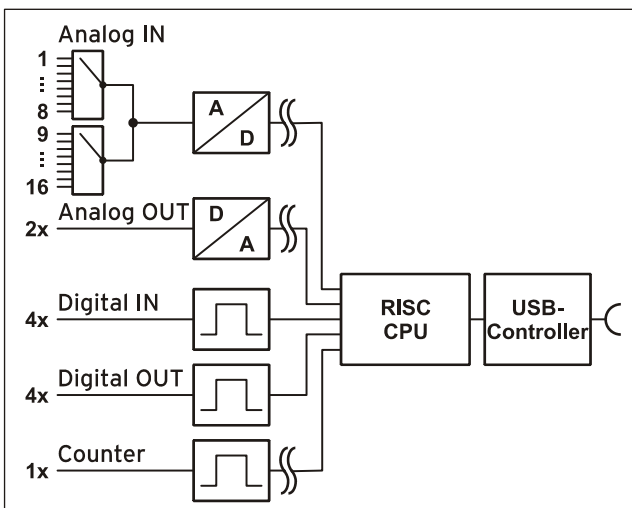 Analog IN
1
8
9
16
A
D
Analog OUT
2x
D
A
Digital IN
4x
Digital OUT
4x
Counter
1x
RISC
CPU
USB-
Controller